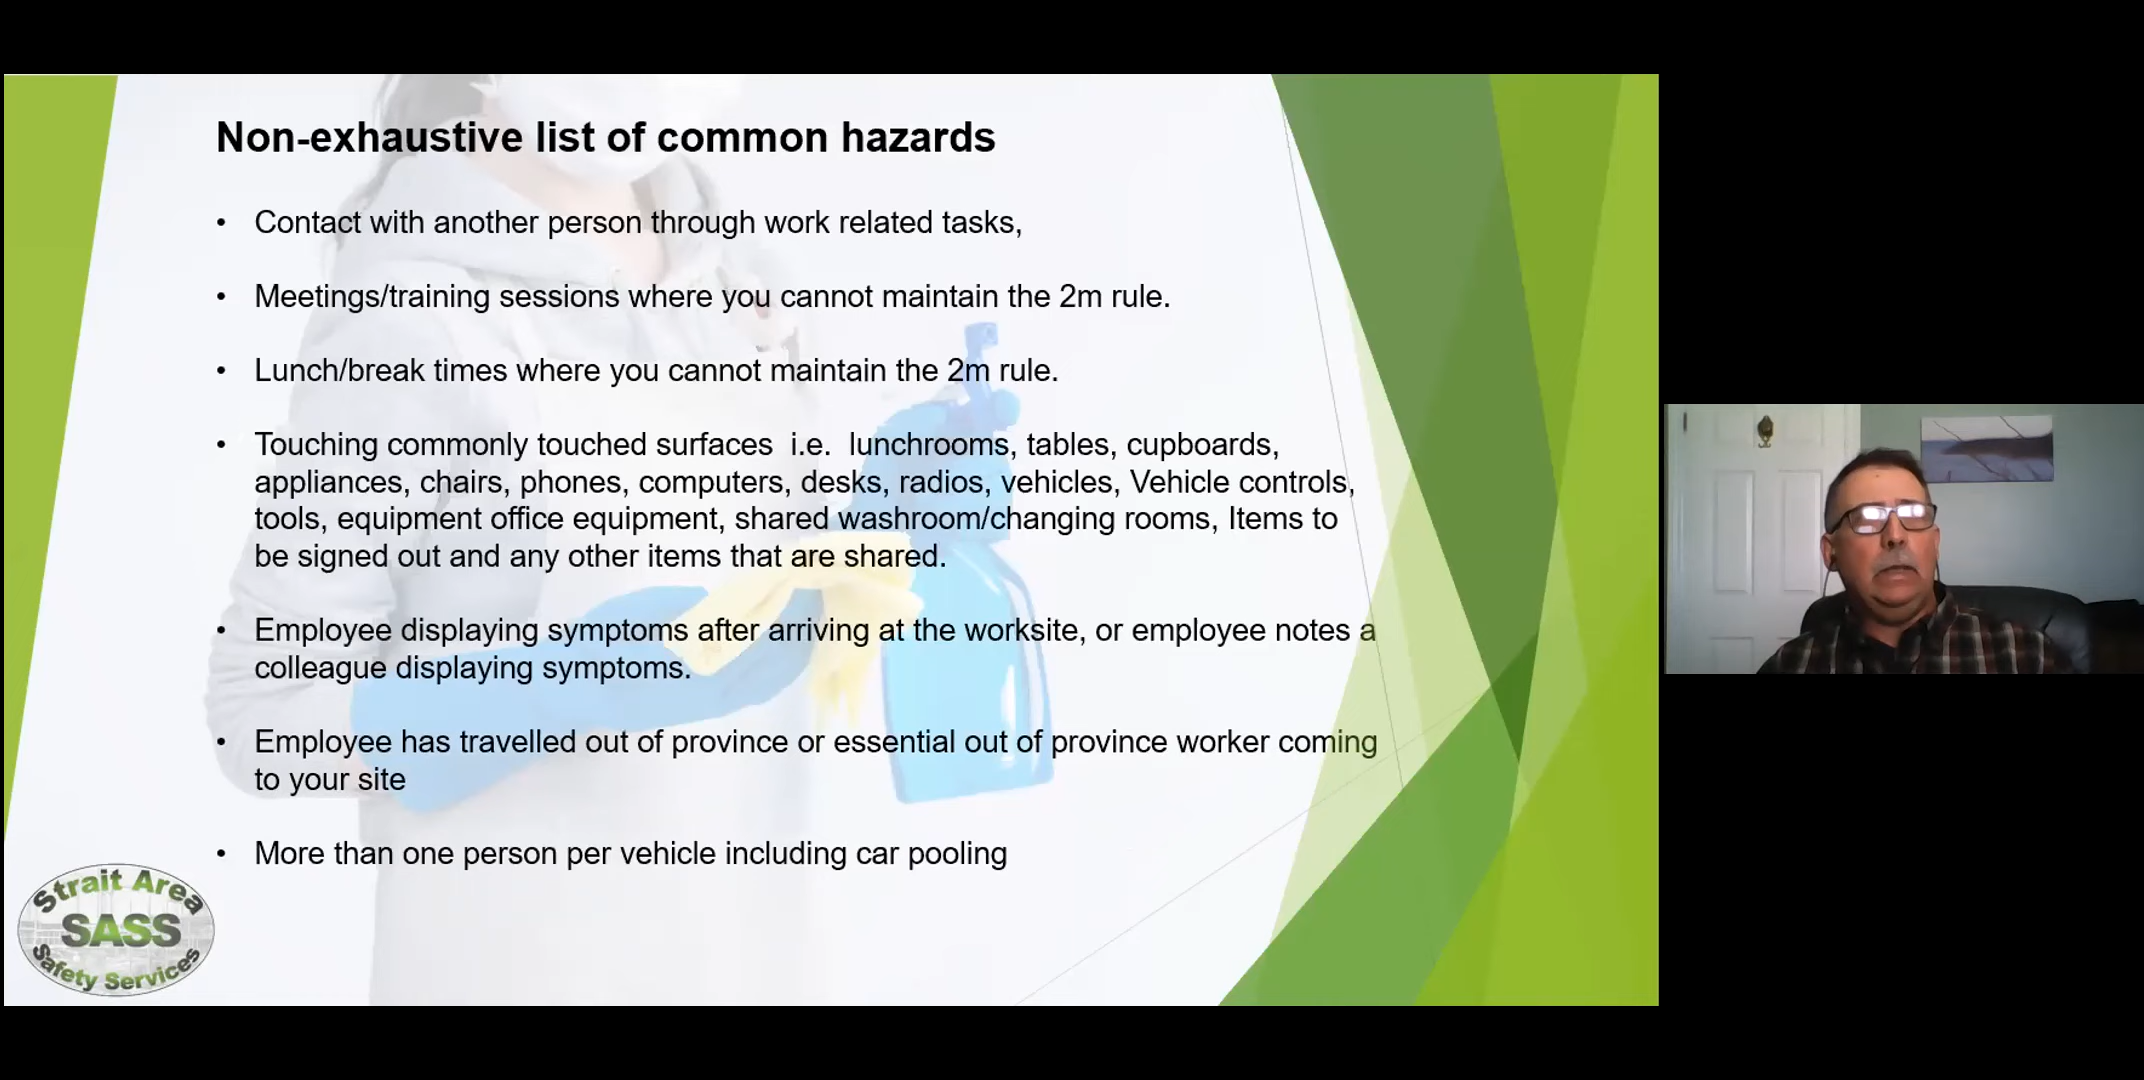 Non-exhaustive list of common hazards
• Contact with another person through work related tasks,
• Meetings/training sessions where you cannot maintain the 2m rule.
• Lunch/break times where you cannot maintain the 2m rule.
• Touching commonly touched surfaces  i.e.  lunchrooms, tables, cupboards,
appliances, chairs, phones, computers, desks, radios, vehicles, Vehicle controls,
tools, equipment office equipment, shared washroom/changing rooms, Items to
be signed out and any other items that are shared.
• Employee displaying symptoms after arriving at the worksite, or employee notes a
colleague displaying symptoms.
• Employee has travelled out of province or essential out of province worker coming
to your site
• More than one person per vehicle including car pooling
Strait Area
SASS
Safety Services